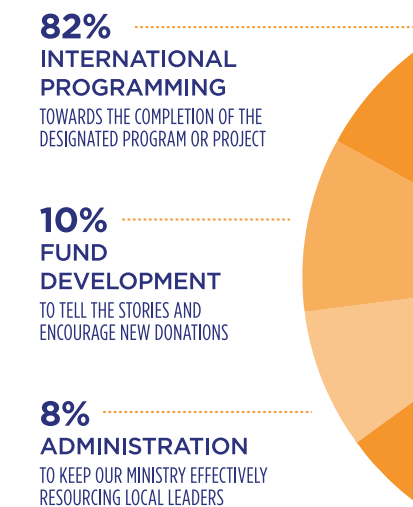 82%
INTERNATIONAL
PROGRAMMING
TOWARDS THE COMPLETION OF THE
DESIGNATED PROGRAM OR PROJECT
10%
FUND
DEVELOPMENT
TO TELL THE STORIES AND
ENCOURAGE NEW DONATIONS
8%
ADMINISTRATION
TO KEEP OUR MINISTRY EFFECTIVELY
RESOURCING LOCAL LEADERS